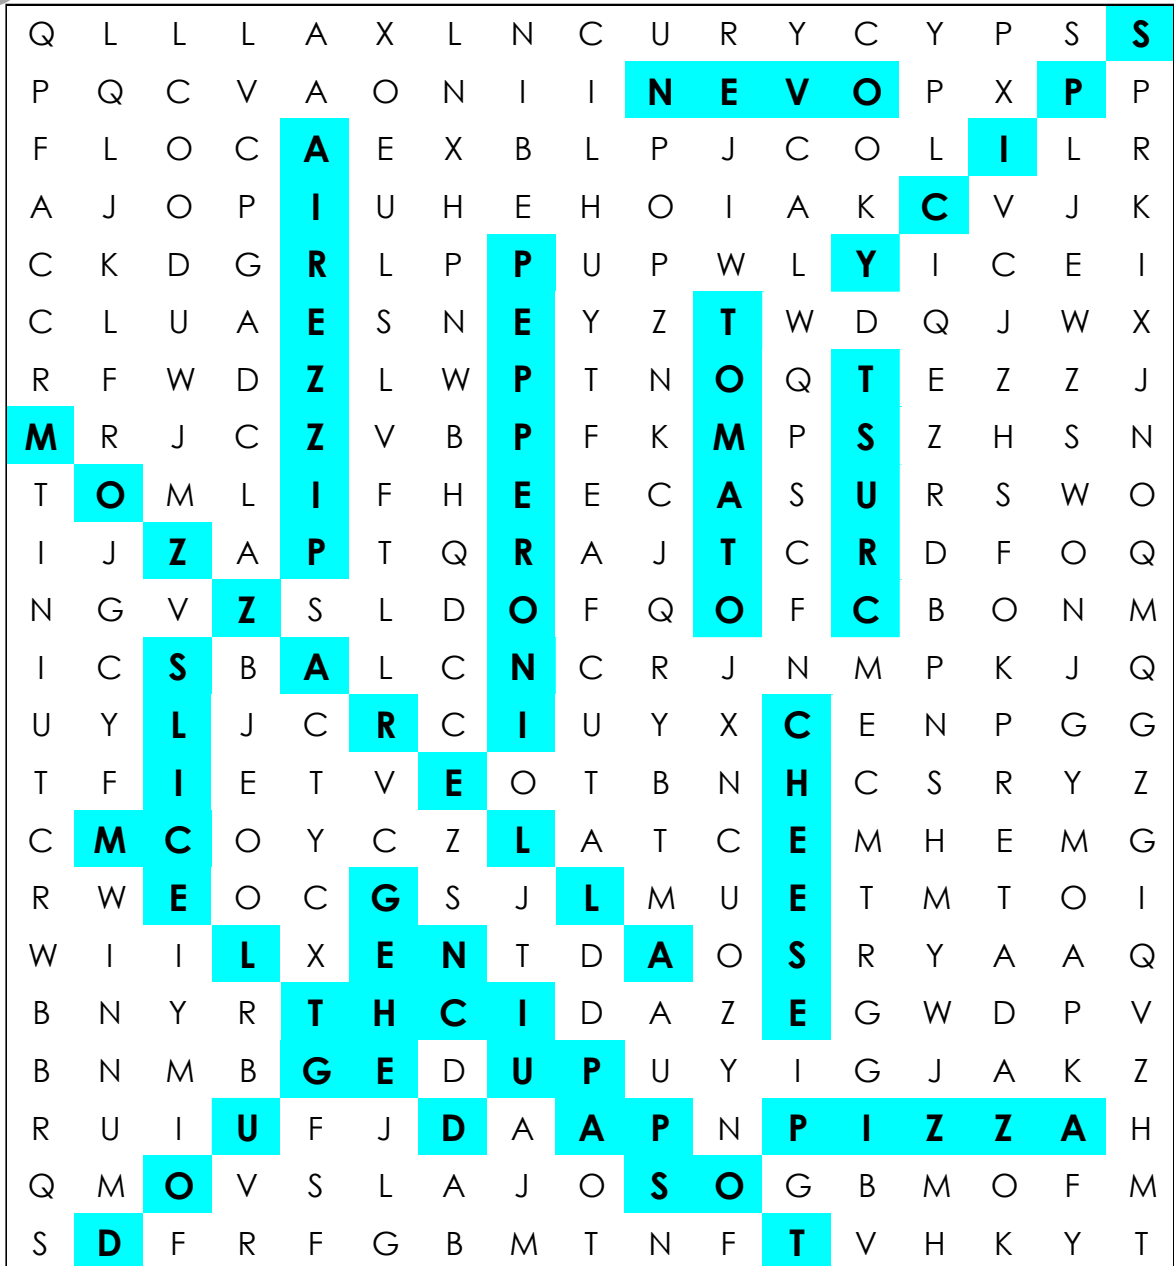 Q L L L A X L N C U R Y C Y P S S
P Q C V A O N I I N E V O P X P P
F L O C A E X B L P J C O L I L R
A J O P I U H E H O I A K C V J K
C K D G R L P P U P W L Y I C E I
C L U A E S N E Y Z T W D Q J W X
R F W D Z L W P T N O Q T E Z Z J
M R J C Z V B P F K M P S Z H S N
T O M L I F H E E C A S U R S W O
I J Z A P T Q R A J T C R D F O Q
N G V Z S L D O F Q O F C B O N M
I C S B A L C N C R J N M P K J Q
U Y L J C R C I U Y X C E N P G G
T F I E T V E O T B N H C S R Y Z
C M C O Y C Z L A T C E M H E M G
R W E O C G S J L M U E T M T O I
W I I L X E N T D A O S R Y A A Q
B N Y R T H C I D A Z E G W D P V
B N M B G E D U P U Y I G J A K Z
R U I U F J D A A P N P I Z Z A H
Q M O V S L A J O S O G B M O F M
S D F R F G B M T N F T V H K Y T